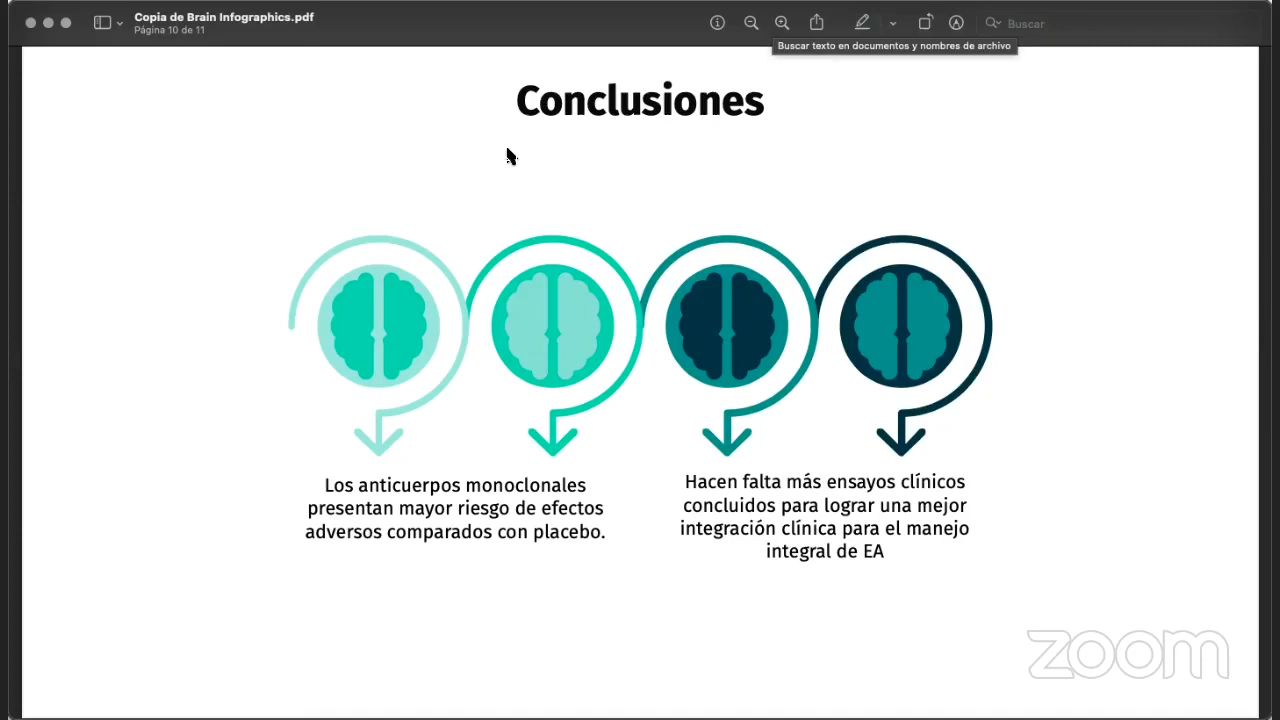 Copia de Brain Infographics.pdf
Página 10 de 11
Buscar
Buscar texto en documentos y nombres de archivo
Conclusiones
Los anticuerpos monoclonales
presentan mayor riesgo de efectos
adversos comparados con placebo.
Hacen falta más ensayos clínicos
concluidos para lograr una mejor
integración clínica para el manejo
integral de EA
zoom